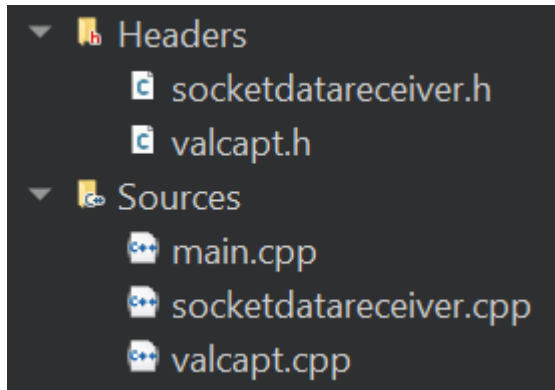 Headers
socketdatareceiver.h
valcapt.h
Sources
main.cpp
socketdatareceiver.cpp
valcapt.cpp